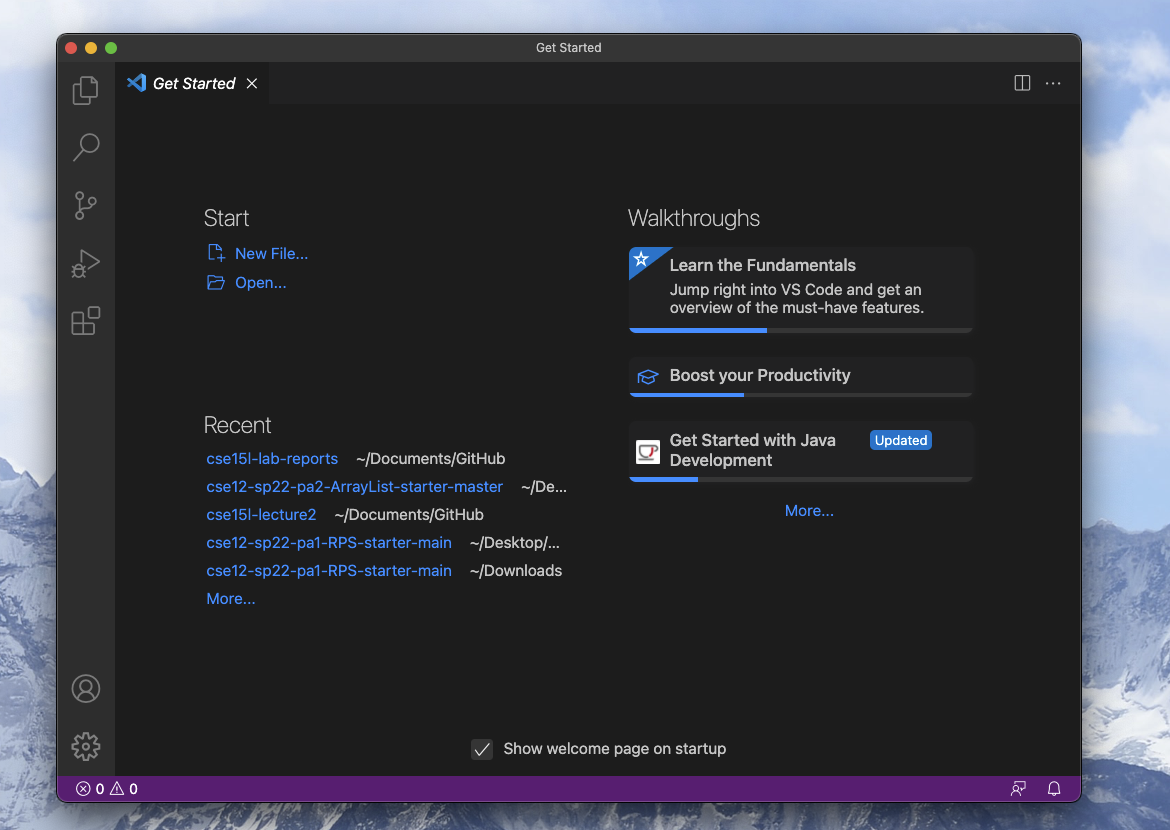 Get Started
Get Started
Start
New File...
Open...
Recent
cse15l-lab-reports ~/Documents/GitHub
cse12-sp22-pa2-ArrayList-starter-master ~/De...
cse15l-lecture2 ~/Documents/GitHub
cse12-sp22-pa1-RPS-starter-main ~/Desktop/...
cse12-sp22-pa1-RPS-starter-main ~/Downloads
More...
Walkthroughs
Learn the Fundamentals
Jump right into VS Code and get an
overview of the must-have features.
Boost your Productivity
Get Started with Java
Development
Updated
More...
Show welcome page on startup
0 0